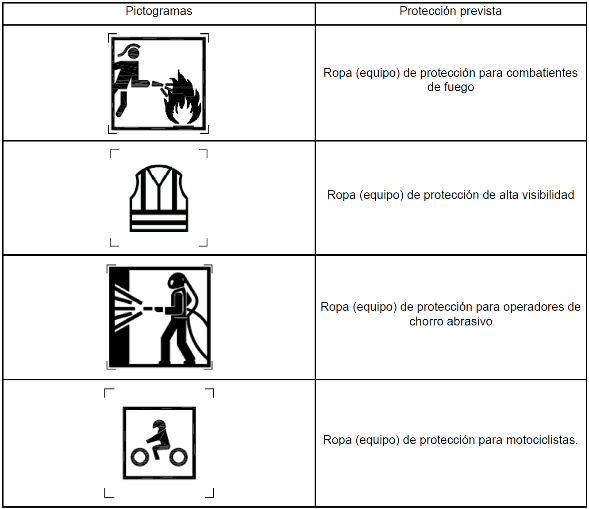 Pictogramas
Protección prevista
Ropa (equipo) de protección para combatientes
de fuego
Ropa (equipo) de protección de alta visibilidad
Ropa (equipo) de protección para operadores de
chorro abrasivo
Ropa (equipo) de protección para motociclistas.